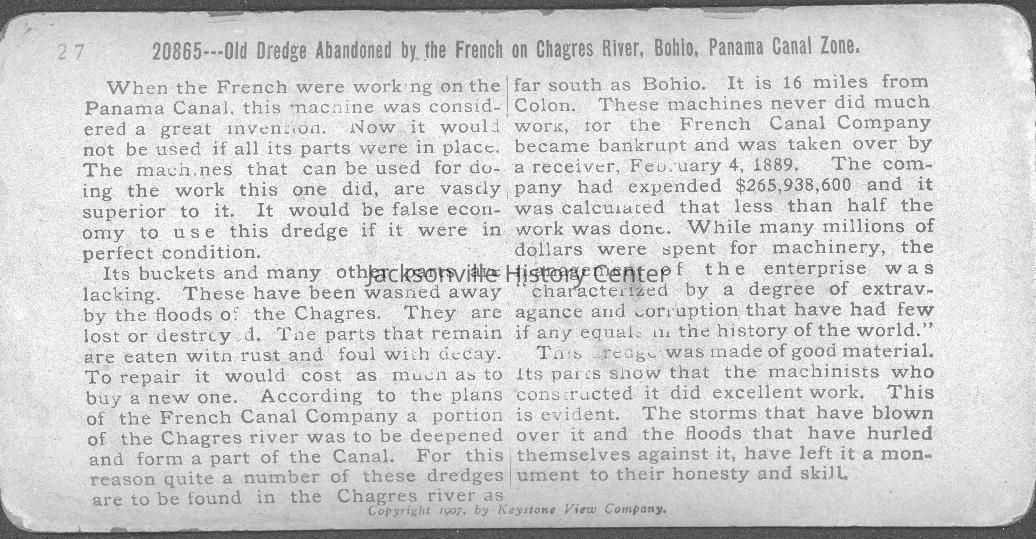 27
20865---Old Dredge Abandoned by the French on Chagres River, Bohio, Panama Canal Zone.
When the French were working on the
Panama Canal, this machine was consid-
ered a great invention. Now it would
not be used if all its parts were in place.
The machines that can be used for do-
ing the work this one did, are vastly
superior to it. It would be false econ-
omy to use this dredge if it were in
perfect condition.
Its buckets and many other parts are
lacking. These have been washed away
by the floods of the Chagres. They are
lost or destroyed. The parts that remain
are eaten with rust and foul with decay.
To repair it would cost as much as to
buy a new one. According to the plans
of the French Canal Company a portion
of the Chagres river was to be deepened
and form a part of the Canal. For this
reason quite a number of these dredges
are to be found in the Chagres river as
far south as Bohio. It is 16 miles from
Colon. These machines never did much
work, for the French Canal Company
became bankrupt and was taken over by
a receiver, February 4, 1889. The com-
pany had expended $265,938,600 and it
was calculated that less than half the
work was done. While many millions of
dollars were spent for machinery, the
management of the enterprise was
"characterized by a degree of extrav-
agance and corruption that have had few
if any equals in the history of the world."
This dredge was made of good material.
Its parts show that the machinists who
constructed it did excellent work. This
is evident. The storms that have blown
over it and the floods that have hurled
themselves against it, have left it a mon-
ument to their honesty and skill.
Copyright 1907, by Keystone View Company.
Jacksonville History Center